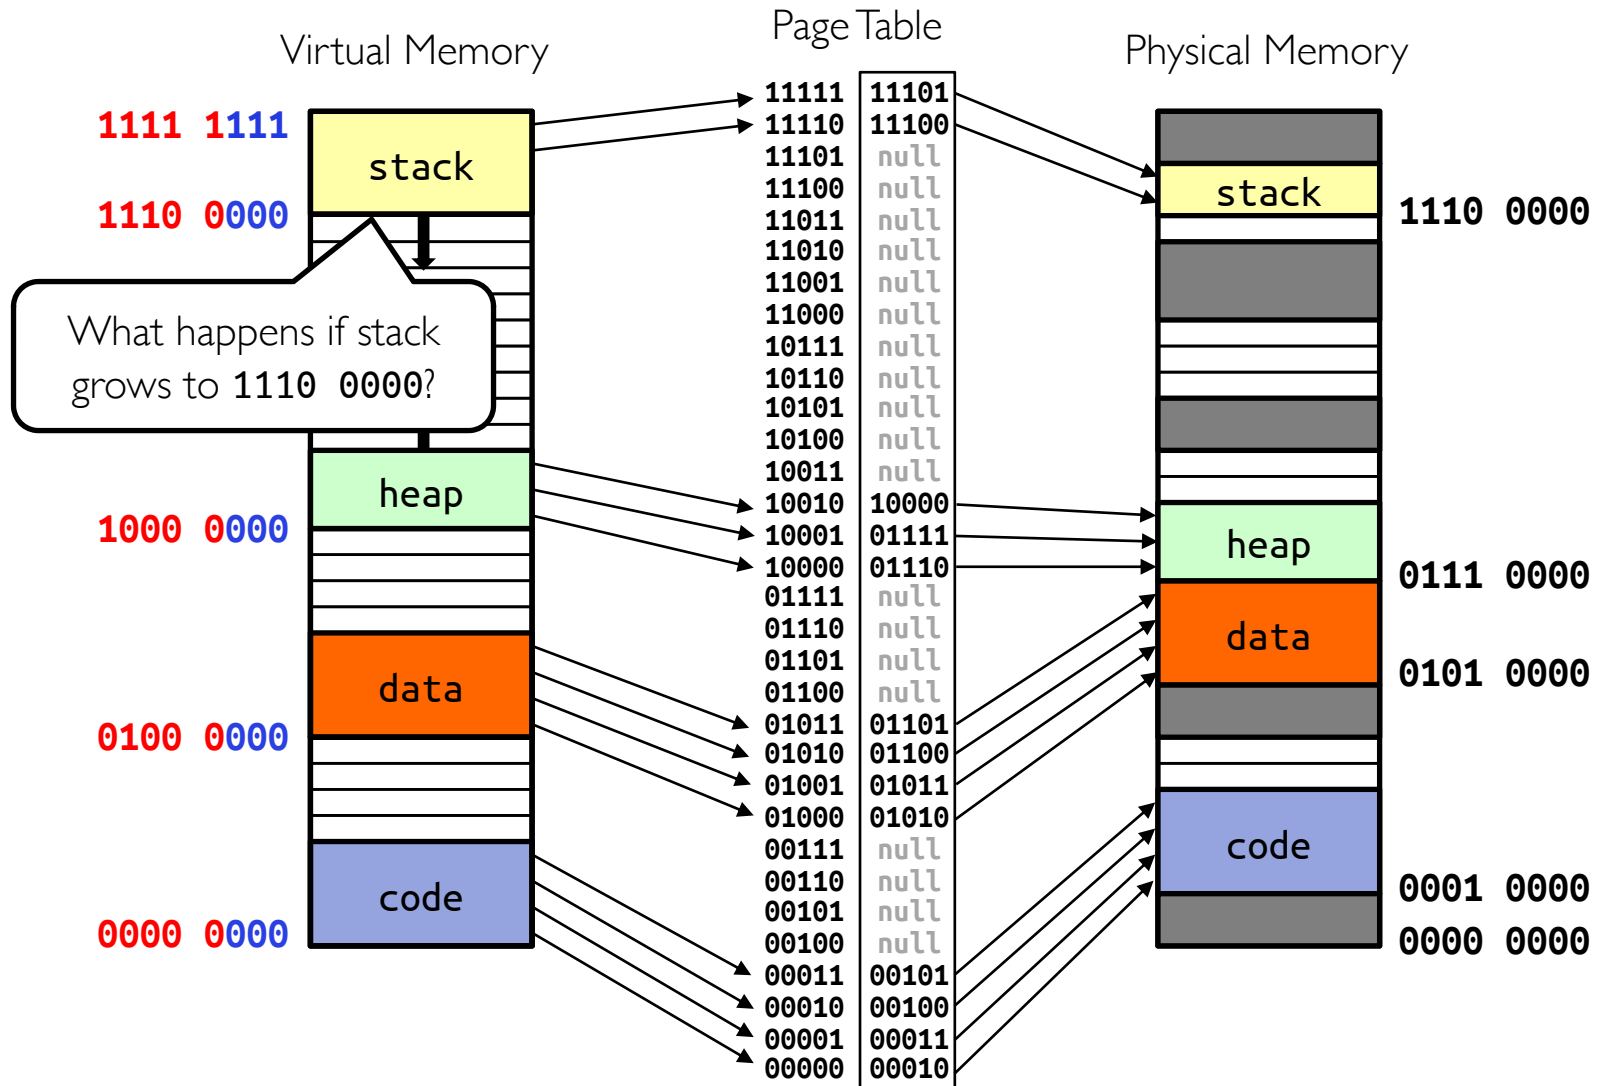 Page Table
Virtual Memory
Physical Memory
1111 1111
stack
1110 0000
What happens if stack
grows to 1110 0000?
heap
1000 0000
data
0100 0000
code
0000 0000
11111 11101
11110 11100
11101 null
11100 null
11011 null
11010 null
11001 null
11000 null
10111 null
10110 null
10101 null
10100 null
10011 null
10010 10000
10001 01111
10000 01110
01111 null
01110 null
01101 null
01100 null
01011 01101
01010 01100
01001 01011
01000 01010
00111 null
00110 null
00101 null
00100 null
00011 00101
00010 00100
00001 00011
00000 00010
stack
1110 0000
heap
0111 0000
data
0101 0000
code
0001 0000
0000 0000